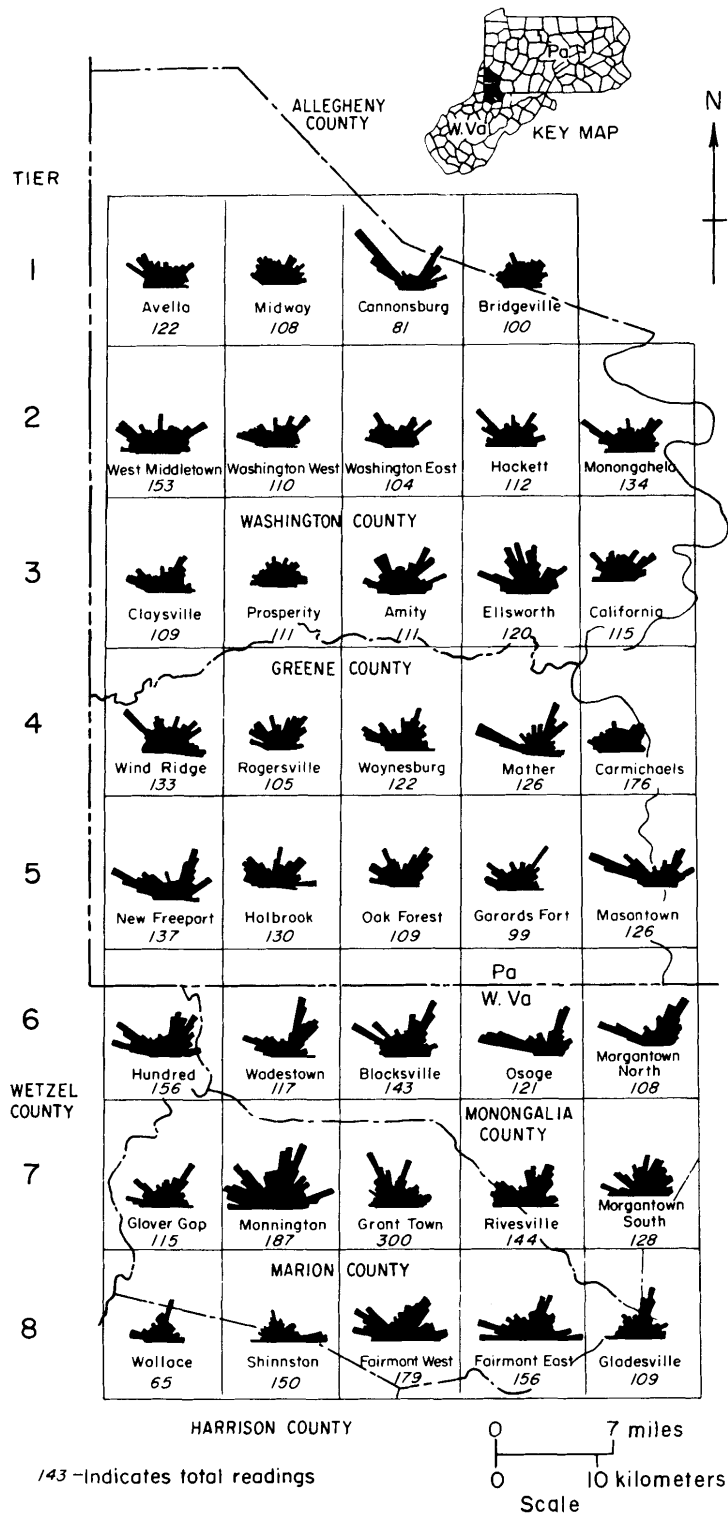 Pa
W. Va
KEY MAP
N
ALLEGHENY
COUNTY
TIER
1
Avella
122
Midway
108
Cannonsburg
81
Bridgeville
100
2
West Middletown
153
Washington West
110
Washington East
104
Hackett
112
Monongahela
134
WASHINGTON COUNTY
3
Claysville
109
Prosperity
111
Amity
111
Ellsworth
120
California
115
GREENE COUNTY
4
Wind Ridge
133
Rogersville
105
Waynesburg
122
Mather
126
Carmichaels
176
5
New Freeport
137
Holbrook
130
Oak Forest
109
Garards Fort
99
Masontown
126
Pa
W. Va
6
Hundred
156
Wadestown
117
Blacksville
143
Osage
121
Morgantown
North
108
WETZEL
COUNTY
MONONGALIA
COUNTY
7
Glover Gap
115
Mannington
187
Grant Town
300
Rivesville
144
Morgantown
South
128
MARION COUNTY
8
Wallace
65
Shinnston
150
Fairmont West
179
Fairmont East
156
Gladesville
109
HARRISON COUNTY
143 -Indicates total readings
0 7 miles
0 10 kilometers
Scale